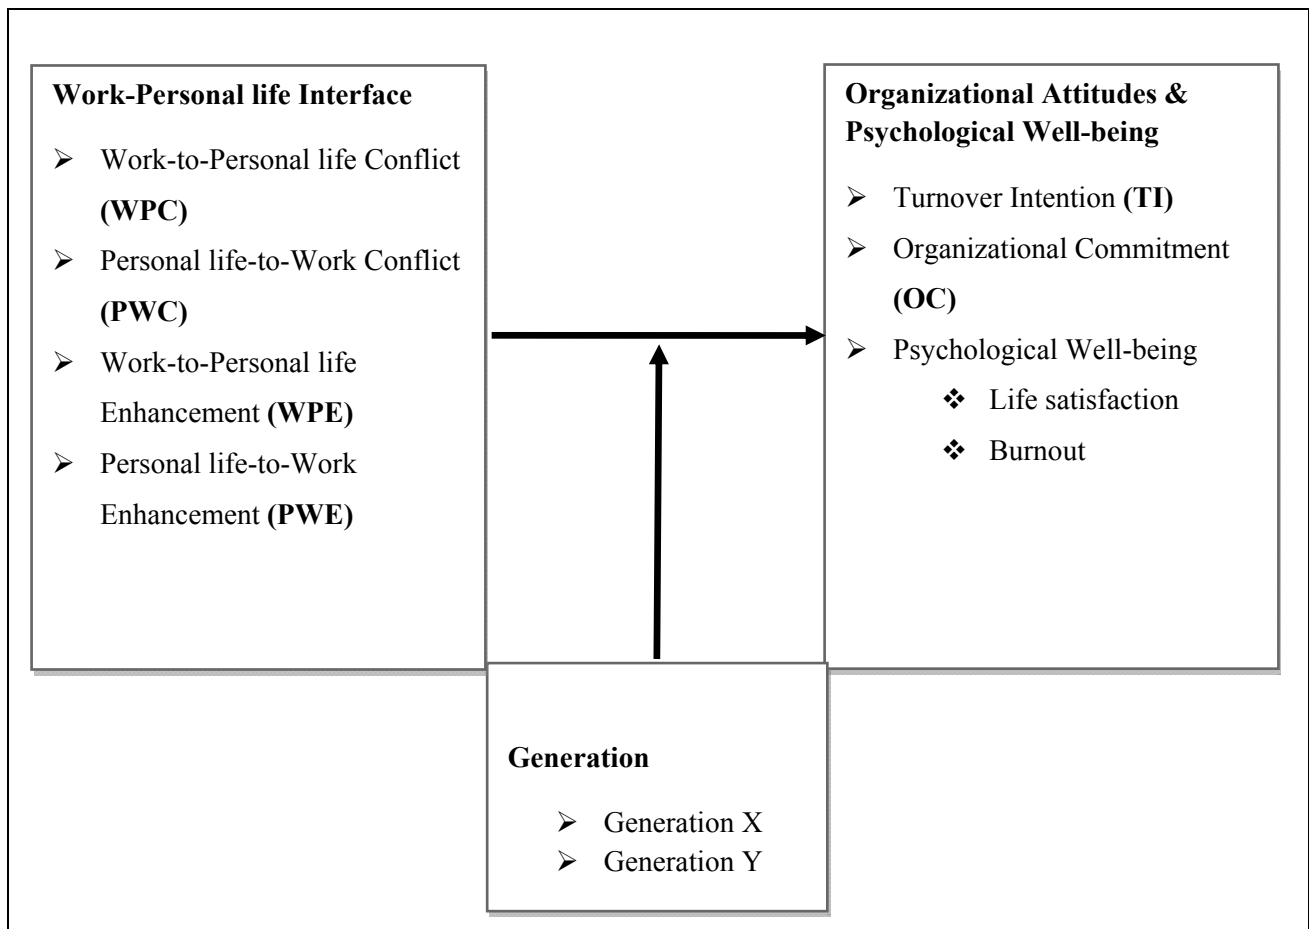 Work-Personal life Interface
➢ Work-to-Personal life Conflict
(WPC)
➢ Personal life-to-Work Conflict
(PWC)
➢ Work-to-Personal life
Enhancement (WPE)
➢ Personal life-to-Work
Enhancement (PWE)
Organizational Attitudes &
Psychological Well-being
➢ Turnover Intention (TI)
➢ Organizational Commitment
(OC)
➢ Psychological Well-being
❖ Life satisfaction
❖ Burnout
Generation
➢ Generation X
➢ Generation Y